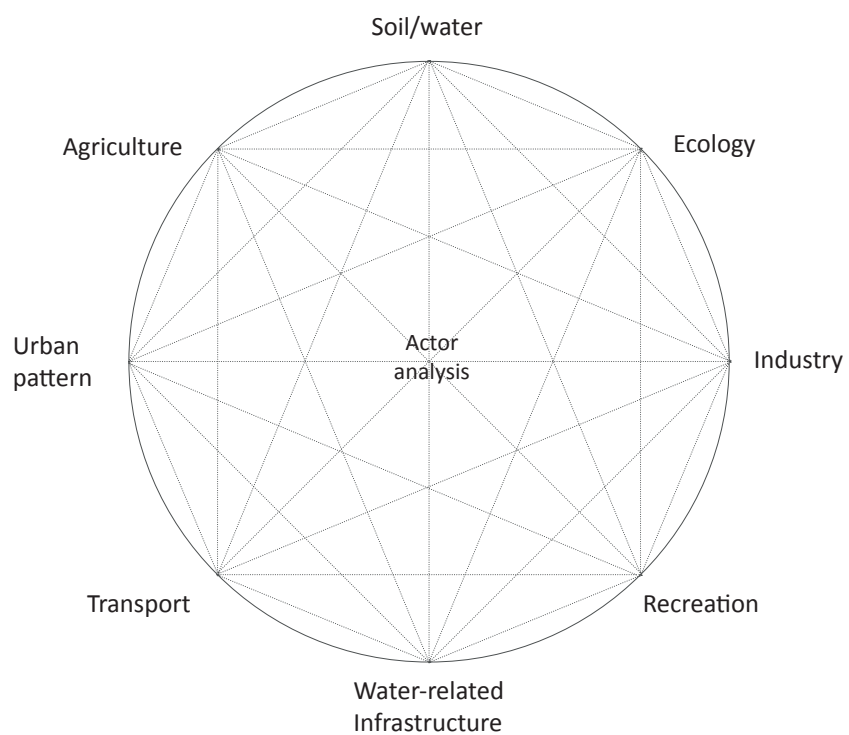 Soil/water
Agriculture
Ecology
Urban
pattern
Actor
analysis
Industry
Transport
Recreation
Water-related
Infrastructure